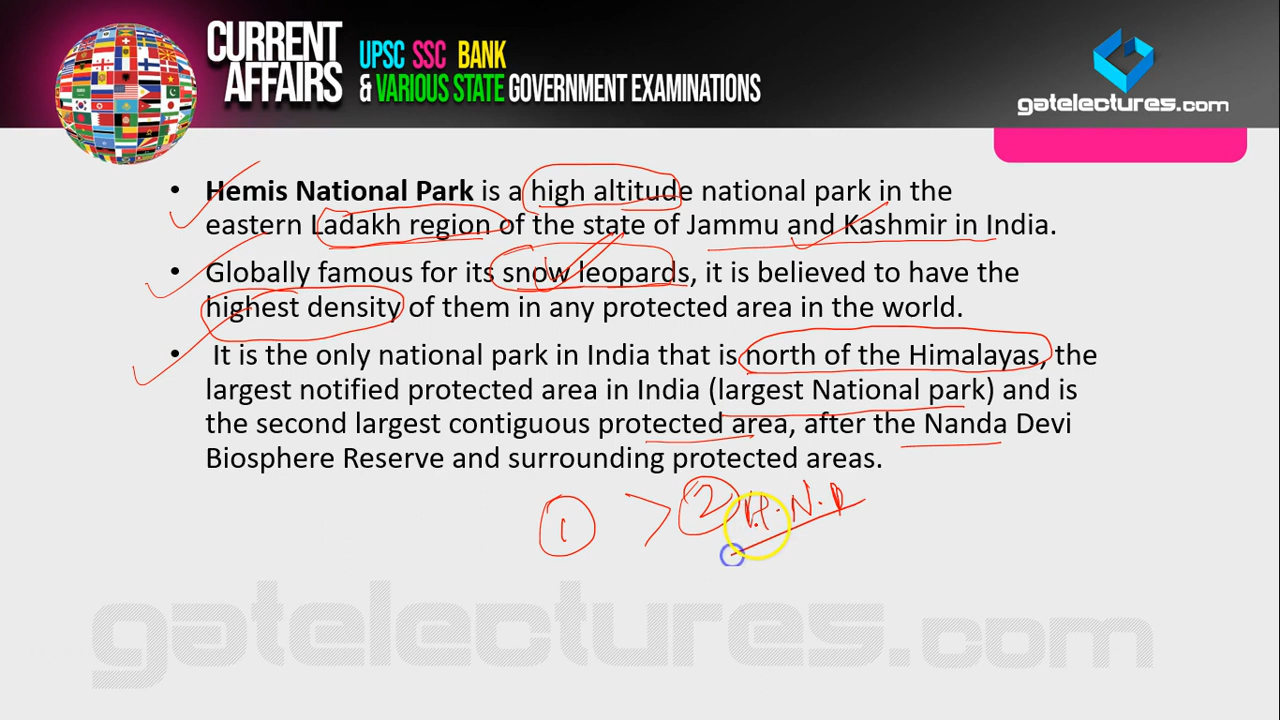 CURRENT
AFFAIRS
UPSC SSC BANK
& VARIOUS STATE GOVERNMENT EXAMINATIONS
gatelectures.com
• Hemis National Park is a high altitude national park in the
eastern Ladakh region of the state of Jammu and Kashmir in India.
• Globally famous for its snow leopards, it is believed to have the
highest density of them in any protected area in the world.
• It is the only national park in India that is north of the Himalayas, the
largest notified protected area in India (largest National park) and is
the second largest contiguous protected area, after the Nanda Devi
Biosphere Reserve and surrounding protected areas.
1 > 2 H.N.P
gatelectures.com